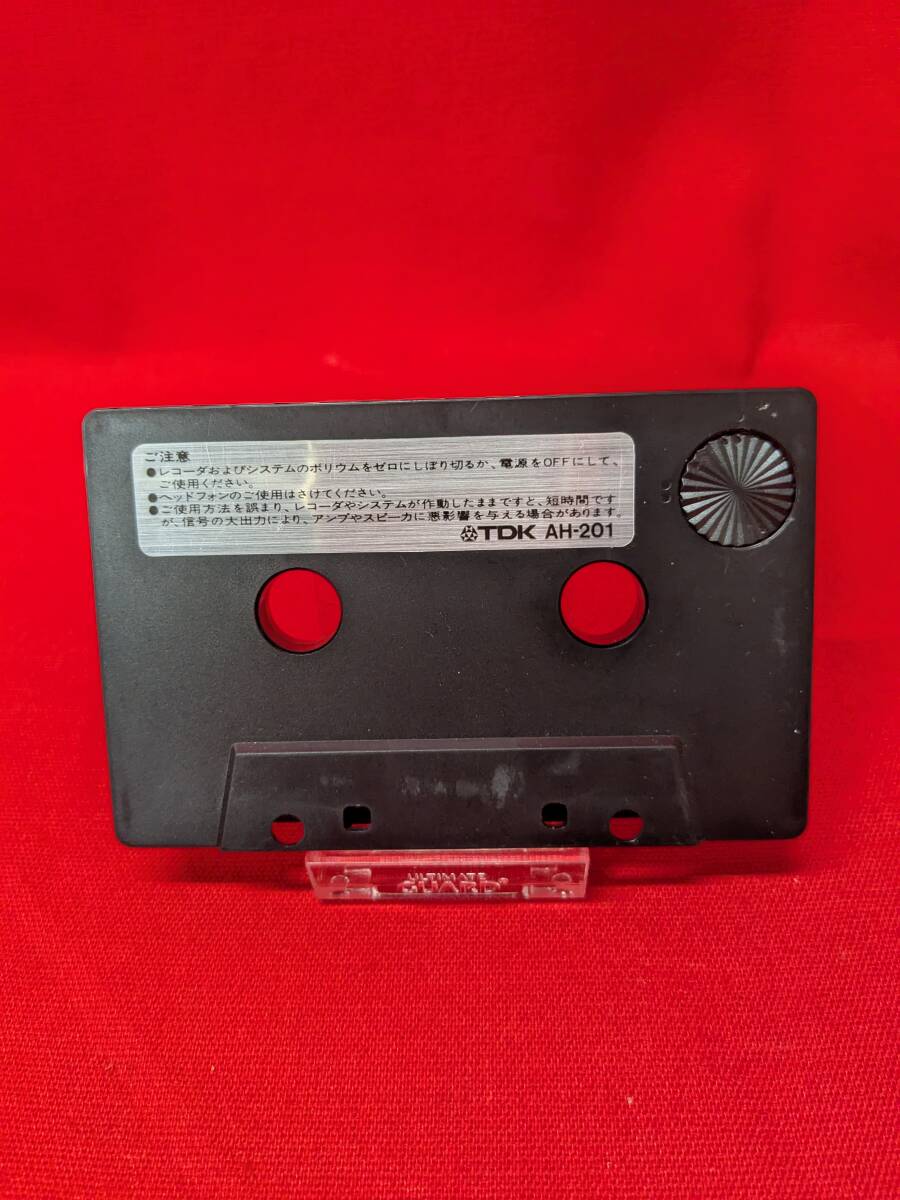 ご注意
●レコーダおよびシステムのボリウムをゼロにしぼり切るか、電源をOFFにして、
ご使用ください。
●ヘッドフォンのご使用はさけてください。
●ご使用方法を誤まり、レコーダやシステムが作動したままですと、短時間です
が、信号の大出力により、アンプやスピーカに悪影響を与える場合があります。
TDK AH-201
ULTIMATE
GUARD®